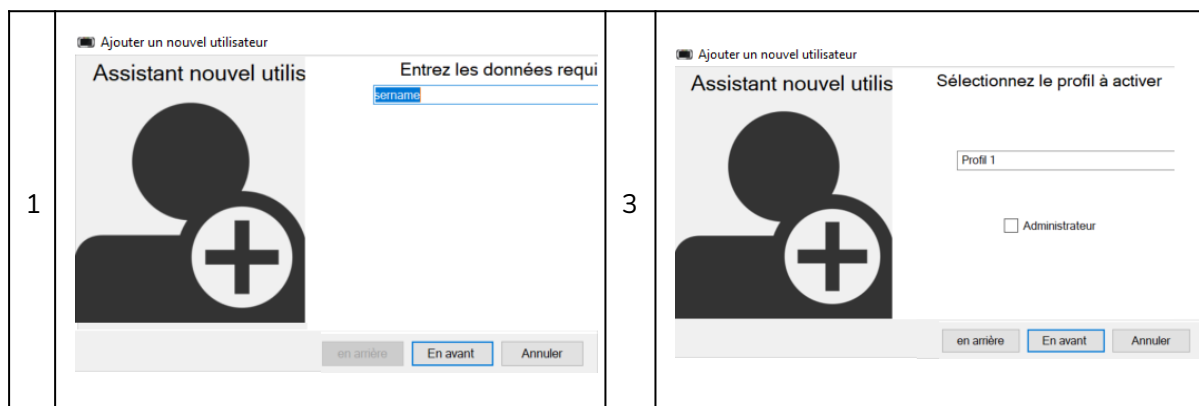 1
Ajouter un nouvel utilisateur
Assistant nouvel utilis
Entrez les données requi
sername
en arrière
En avant
Annuler
3
Ajouter un nouvel utilisateur
Assistant nouvel utilis
Sélectionnez le profil à activer
Profil 1
Administrateur
en arrière
En avant
Annuler